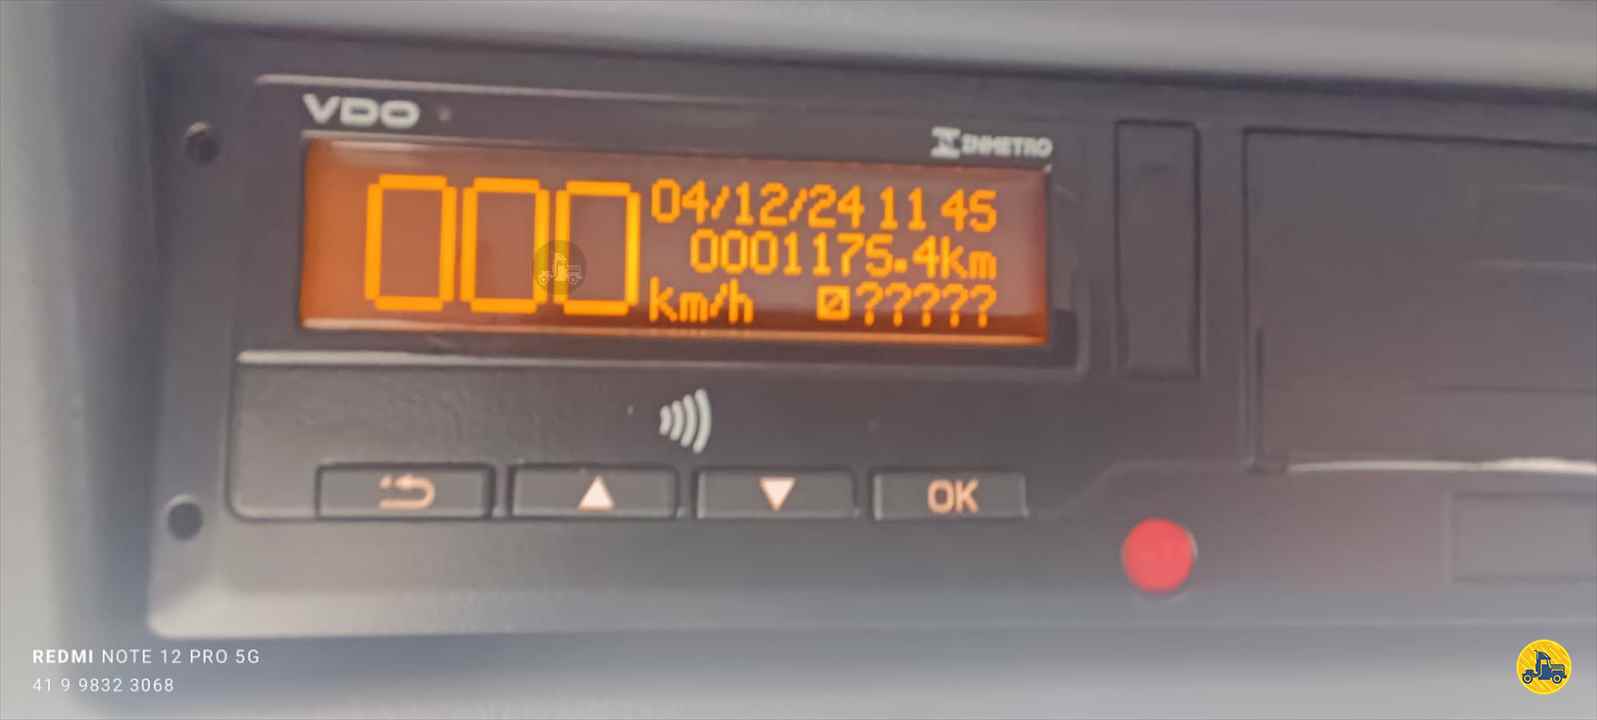 VDO
INMETRO
000
04/12/24 11 45
0001175.4km
km/h ?????
OK
REDMI NOTE 12 PRO 5G
41 9 9832 3068